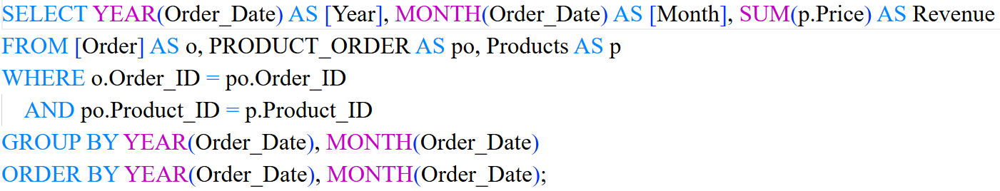 SELECT YEAR(Order_Date) AS [Year], MONTH(Order_Date) AS [Month], SUM(p.Price) AS Revenue
FROM [Order] AS o, PRODUCT_ORDER AS po, Products AS p
WHERE o.Order_ID = po.Order_ID
AND po.Product_ID = p.Product_ID
GROUP BY YEAR(Order_Date), MONTH(Order_Date)
ORDER BY YEAR(Order_Date), MONTH(Order_Date);